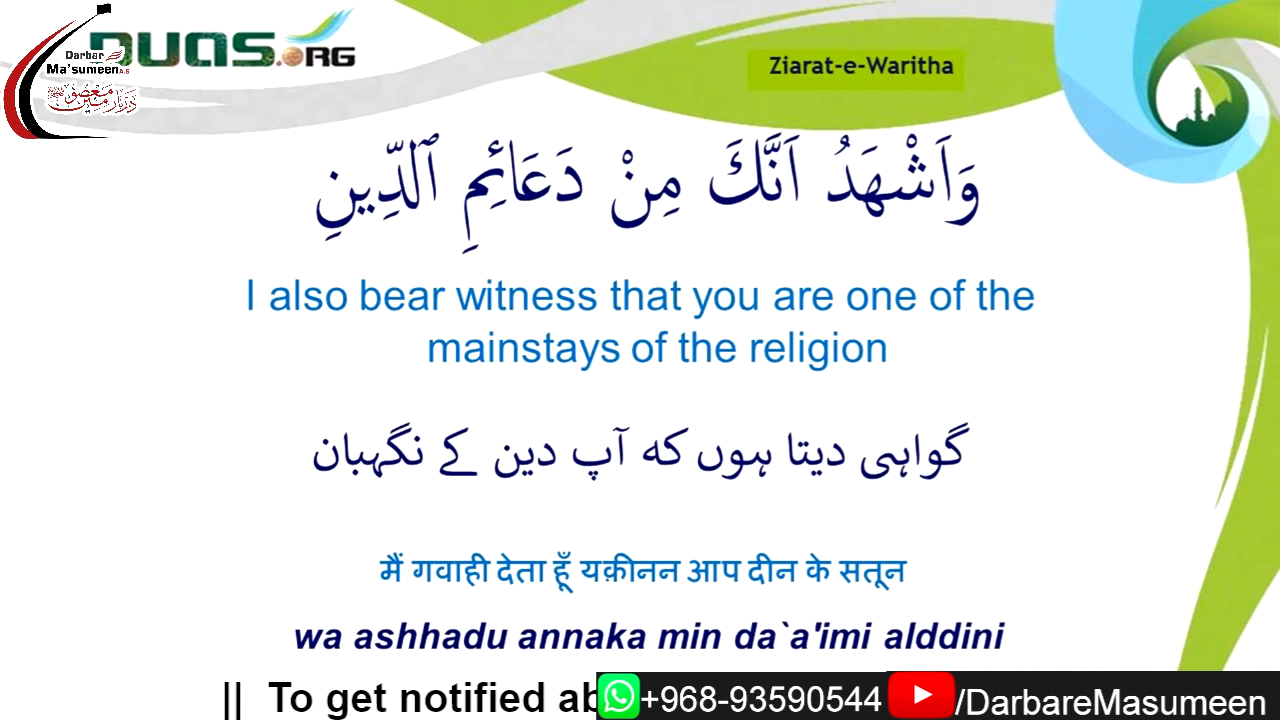 DUAS.ORG
Darbar
Ma'sumeen A.S
Ziarat-e-Waritha
وَاَشْهَدُ اَنَّكَ مِنْ دَعَائِمِ ٱلدِّينِ
I also bear witness that you are one of the
mainstays of the religion
گواہی دیتا ہوں کہ آپ دین کے نگہبان
मैं गवाही देता हूँ यक़ीनन आप दीन के सतून
wa ashhadu annaka min da`a'imi alddini
|| To get notified ab
+968-93590544
/DarbareMasumeen